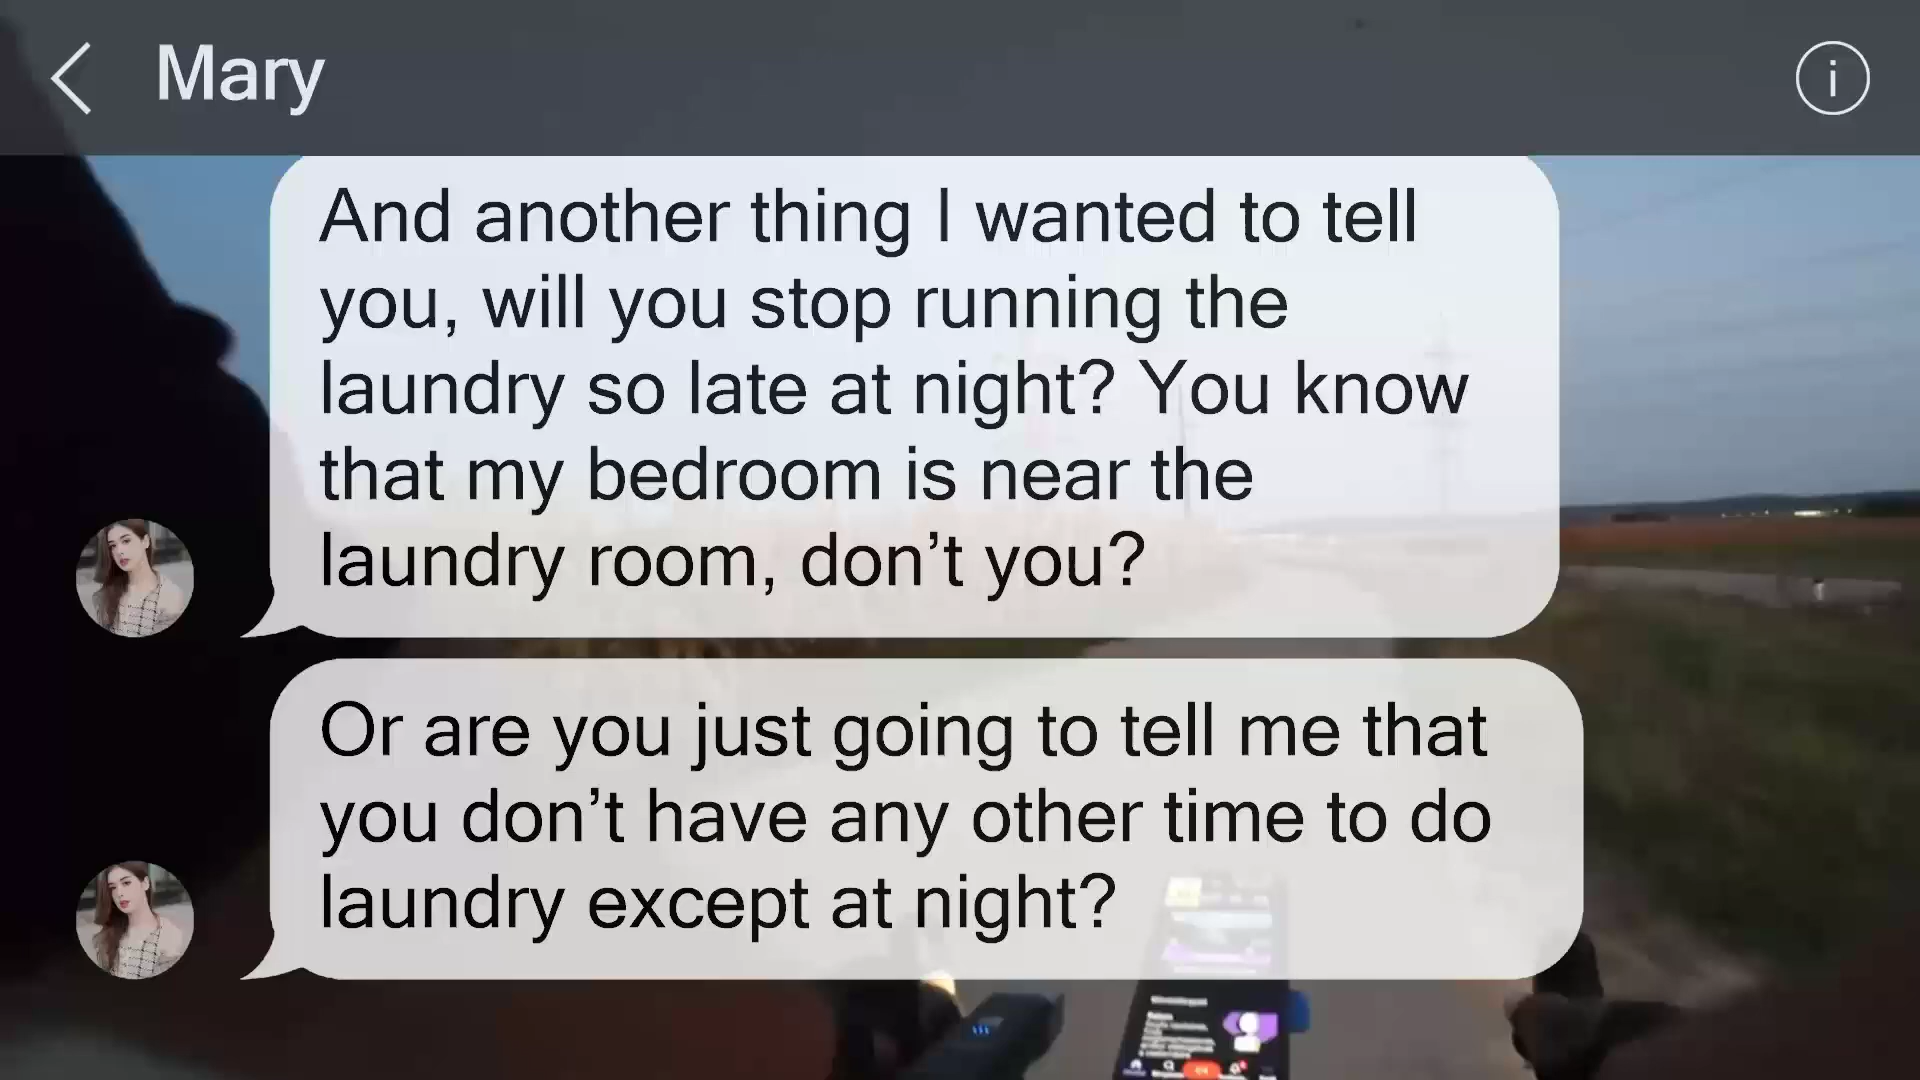 Mary
And another thing I wanted to tell
you, will you stop running the
laundry so late at night? You know
that my bedroom is near the
laundry room, don’t you?
Or are you just going to tell me that
you don’t have any other time to do
laundry except at night?